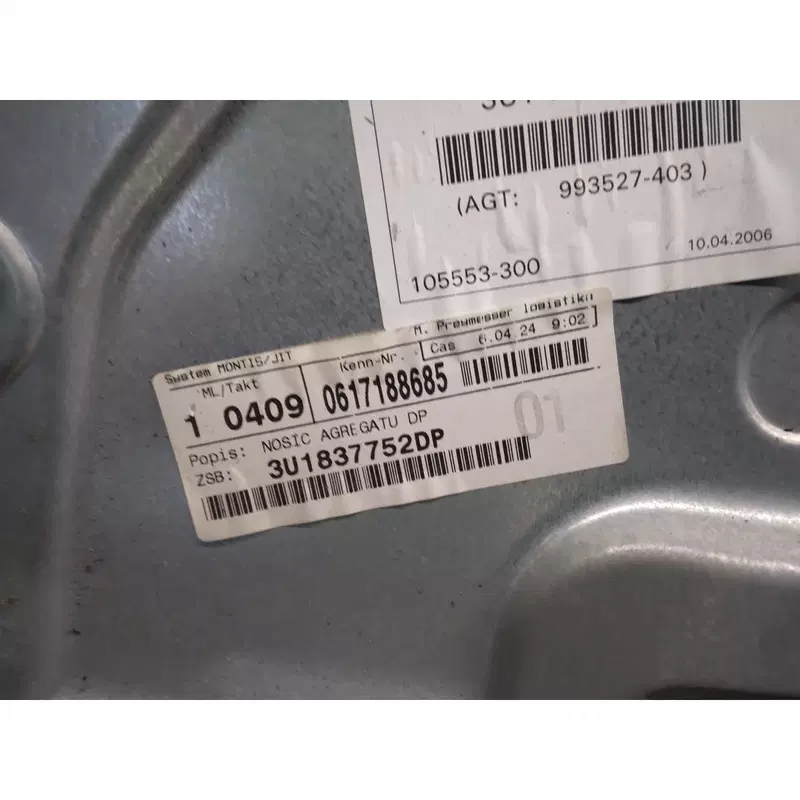 (AGT: 993527-403 )
105553-300
10.04.2006
M. Preymesser logistika
System MONTIS/JIT
ML/Takt
Kenn-Nr.
Cas 6.04.24 9:02
1 0409
0617188685
01
Popis: NOSIC AGREGATU DP
ZSB: 3U1837752DP